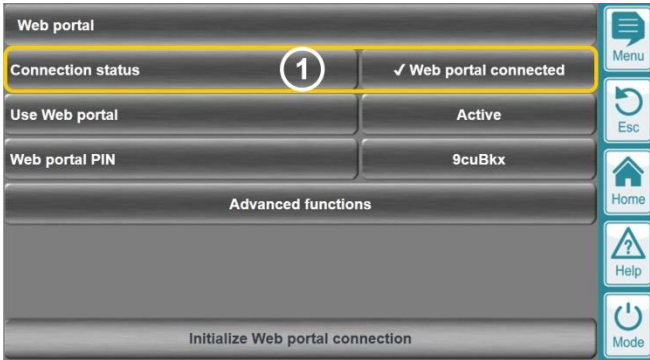 Web portal
Menu
Connection status 1 ✓ Web portal connected
Esc
Use Web portal Active
Web portal PIN 9cuBkx
Home
Advanced functions
? Help
Initialize Web portal connection
Mode